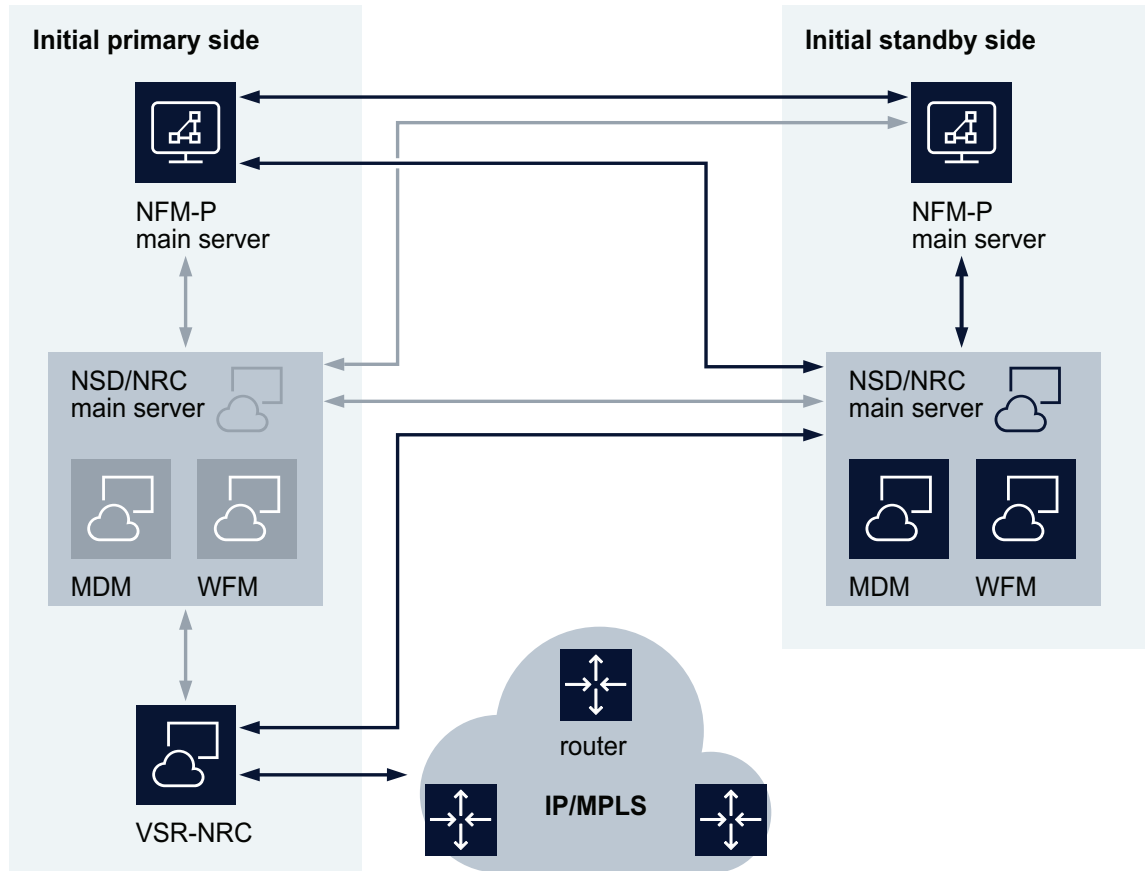 Initial primary side
Initial standby side
NFM-P
main server
NFM-P
main server
NSD/NRC
main server
MDM
WFM
NSD/NRC
main server
MDM
WFM
VSR-NRC
router
IP/MPLS